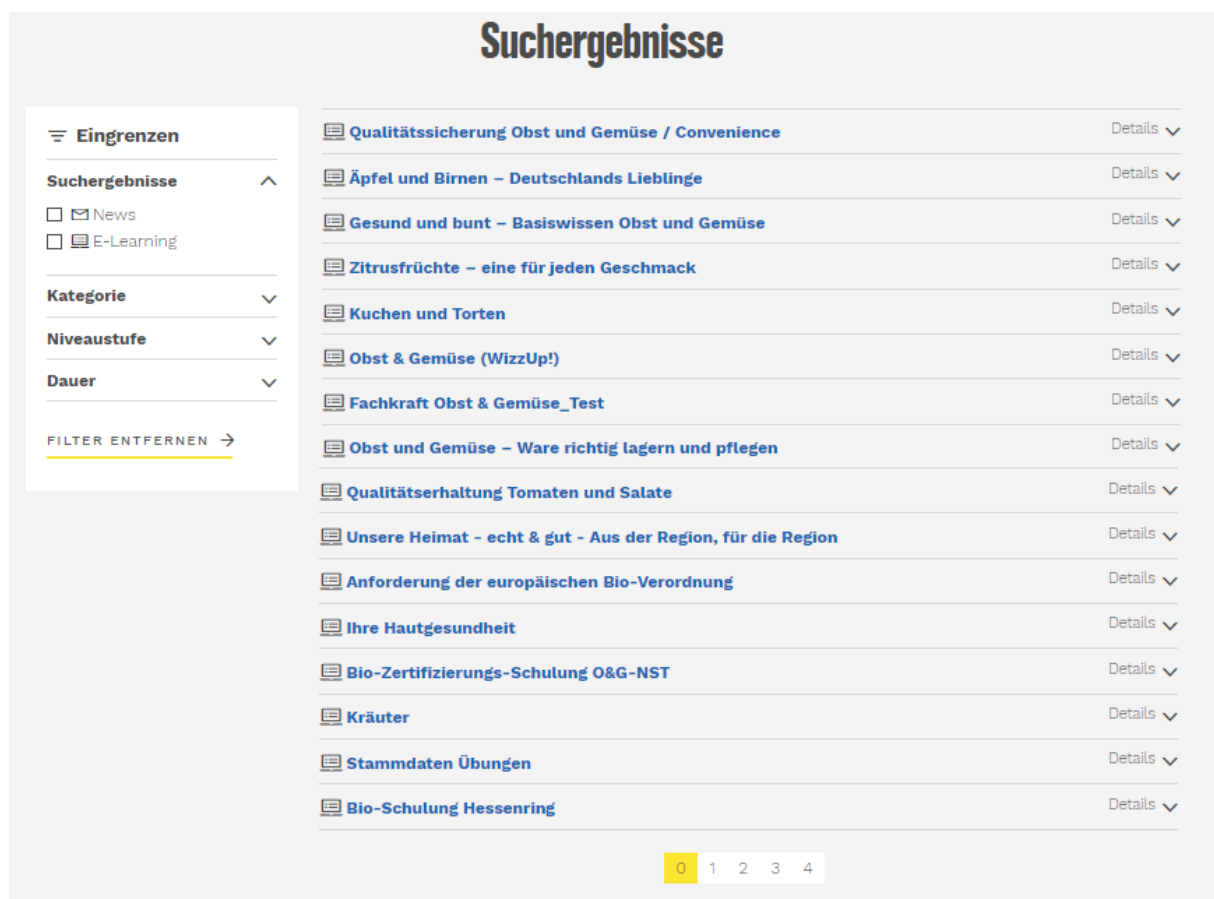 Suchergebnisse
Eingrenzen
Suchergebnisse
News
E-Learning
Kategorie
Niveaustufe
Dauer
FILTER ENTFERNEN →
Qualitätssicherung Obst und Gemüse / Convenience Details
Äpfel und Birnen – Deutschlands Lieblinge Details
Gesund und bunt – Basiswissen Obst und Gemüse Details
Zitrusfrüchte – eine für jeden Geschmack Details
Kuchen und Torten Details
Obst & Gemüse (WizzUp!) Details
Fachkraft Obst & Gemüse_Test Details
Obst und Gemüse – Ware richtig lagern und pflegen Details
Qualitätserhaltung Tomaten und Salate Details
Unsere Heimat - echt & gut - Aus der Region, für die Region Details
Anforderung der europäischen Bio-Verordnung Details
Ihre Hautgesundheit Details
Bio-Zertifizierungs-Schulung O&G-NST Details
Kräuter Details
Stammdaten Übungen Details
Bio-Schulung Hessenring Details
0 1 2 3 4